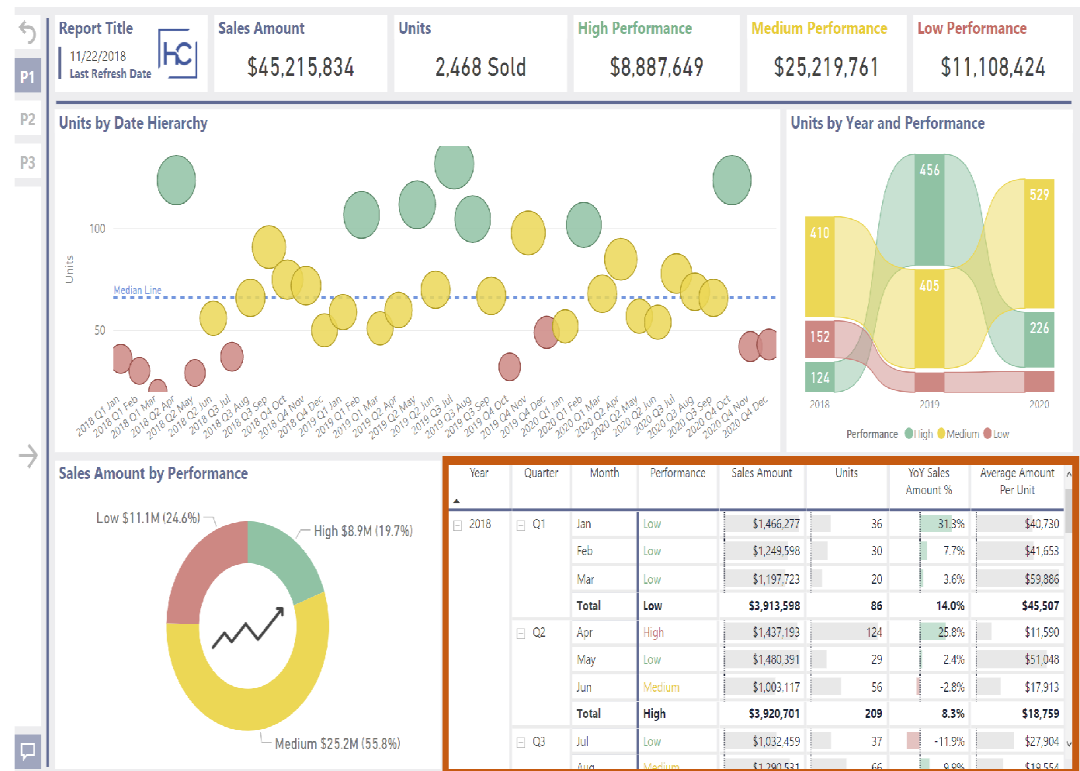 Report Title
11/22/2018
Last Refresh Date
HC
Sales Amount
$45,215,834
Units
2,468 Sold
High Performance
$8,887,649
Medium Performance
$25,219,761
Low Performance
$11,108,424
P1
P2
P3
Units by Date Hierarchy
Units
100
50
Median Line
2018 Q1 Jan
2018 Q1 Feb
2018 Q1 Mar
2018 Q2 Apr
2018 Q2 May
2018 Q2 Jun
2018 Q3 Jul
2018 Q3 Aug
2018 Q3 Sep
2018 Q4 Oct
2018 Q4 Nov
2018 Q4 Dec
2019 Q1 Jan
2019 Q1 Feb
2019 Q1 Mar
2019 Q2 Apr
2019 Q2 May
2019 Q2 Jun
2019 Q3 Jul
2019 Q3 Aug
2019 Q3 Sep
2019 Q4 Oct
2019 Q4 Nov
2019 Q4 Dec
2020 Q1 Jan
2020 Q1 Feb
2020 Q1 Mar
2020 Q2 Apr
2020 Q2 May
2020 Q2 Jun
2020 Q3 Jul
2020 Q3 Aug
2020 Q3 Sep
2020 Q4 Oct
2020 Q4 Nov
2020 Q4 Dec
Units by Year and Performance
410
152
124
456
405
529
226
2018 2019 2020
Performance High Medium Low
Sales Amount by Performance
Low $11.1M (24.6%)
High $8.9M (19.7%)
Medium $25.2M (55.8%)
Year Quarter Month Performance Sales Amount Units YoY Sales Average Amount
Amount % Per Unit
2018 Q1 Jan Low $1,466,277 36 31.3% $40,730
Feb Low $1,249,598 30 7.7% $41,653
Mar Low $1,197,723 20 3.6% $59,886
Total Low $3,913,598 86 14.0% $45,507
Q2 Apr High $1,437,193 124 25.8% $11,590
May Low $1,480,391 29 2.4% $51,048
Jun Medium $1,003,117 56 -2.8% $17,913
Total High $3,920,701 209 8.3% $18,759
Q3 Jul Low $1,032,459 37 -11.9% $27,904
Aug Medium $1,290,531 66 9.9% $19,554